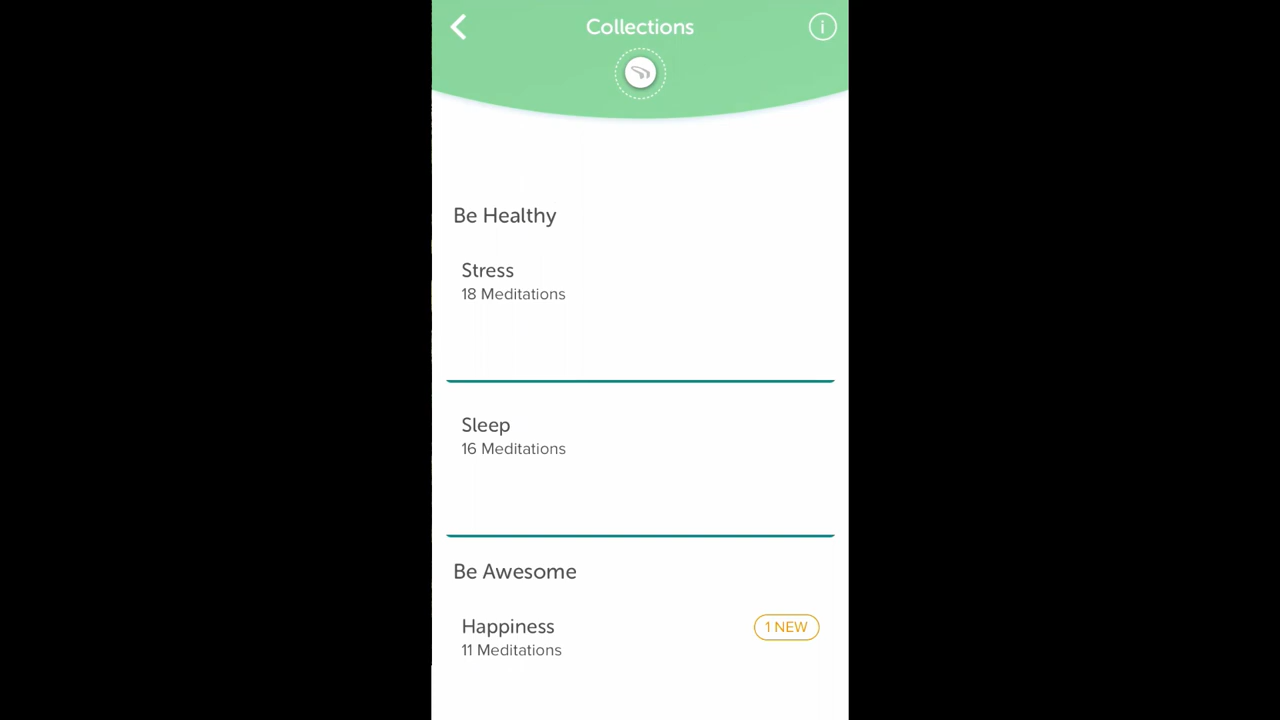 Collections
Be Healthy
Stress
18 Meditations
Sleep
16 Meditations
Be Awesome
Happiness
1 NEW
11 Meditations